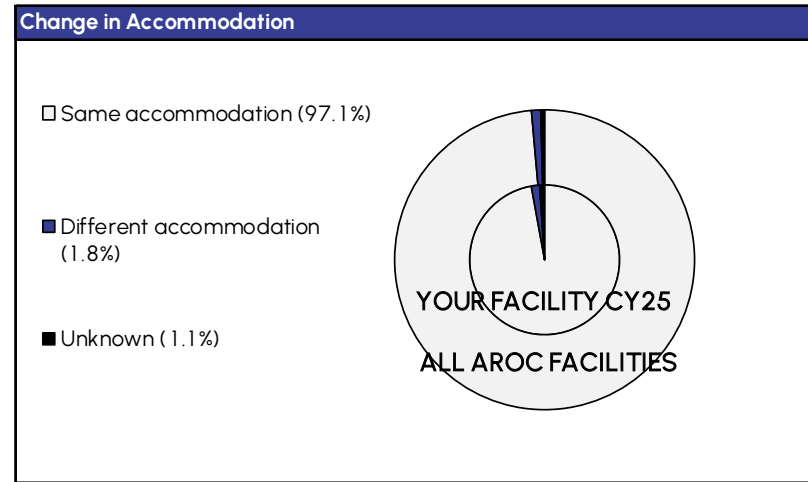 Change in Accommodation
Same accommodation (97.1%)
Different accommodation
(1.8%)
Unknown (1.1%)
YOUR FACILITY CY25
ALL AROC FACILITIES